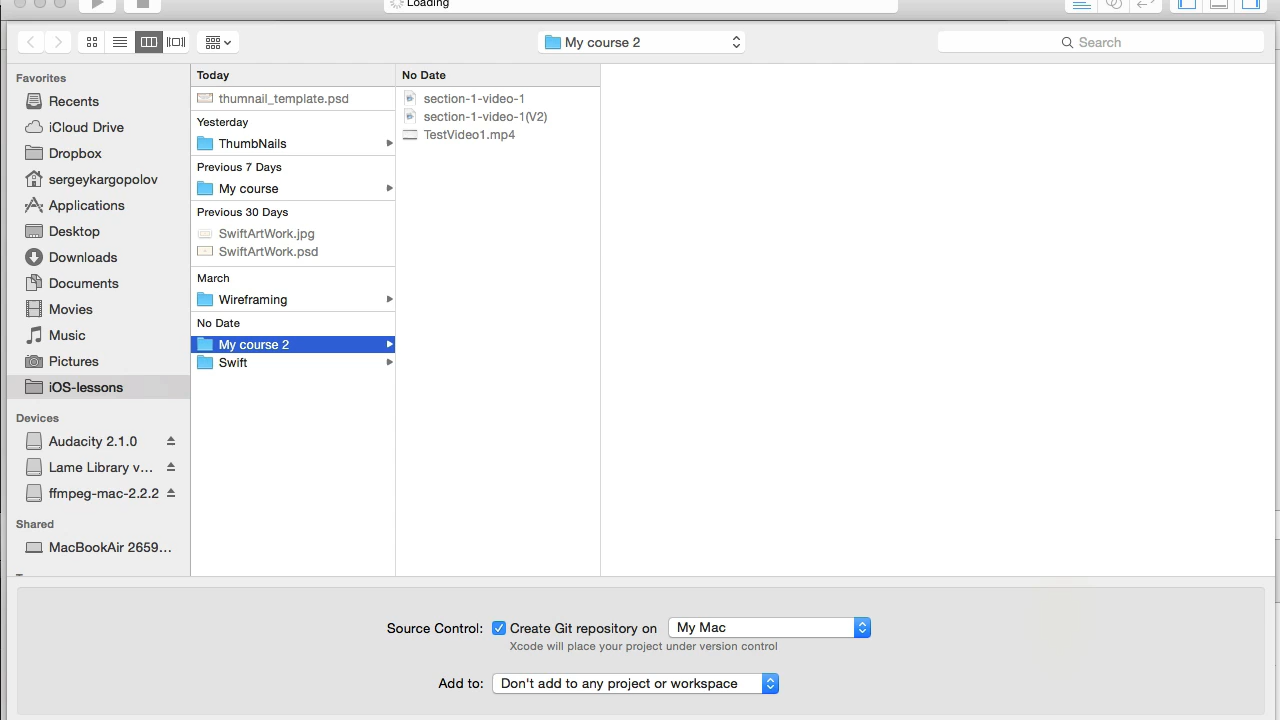 Loading
My course 2
Search
Favorites
Recents
iCloud Drive
Dropbox
sergeykargopolov
Applications
Desktop
Downloads
Documents
Movies
Music
Pictures
iOS-lessons
Devices
Audacity 2.1.0
Lame Library v...
ffmpeg-mac-2.2.2
Shared
MacBookAir 2659...
Today
thumnail_template.psd
Yesterday
ThumbNails
Previous 7 Days
My course
Previous 30 Days
SwiftArtWork.jpg
SwiftArtWork.psd
March
Wireframing
No Date
My course 2
Swift
No Date
section-1-video-1
section-1-video-1(V2)
TestVideo1.mp4
Source Control: Create Git repository on My Mac
Xcode will place your project under version control
Add to: Don't add to any project or workspace